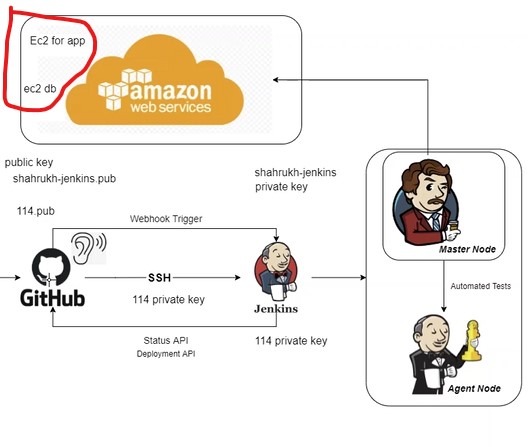 Ec2 for app
ec2 db
amazon
web services
public key
shahrukh-jenkins.pub
114.pub
shahrukh-jenkins
private key
Webhook Trigger
GitHub
SSH
114 private key
Jenkins
Status API
Deployment API
114 private key
Master Node
Automated Tests
Agent Node